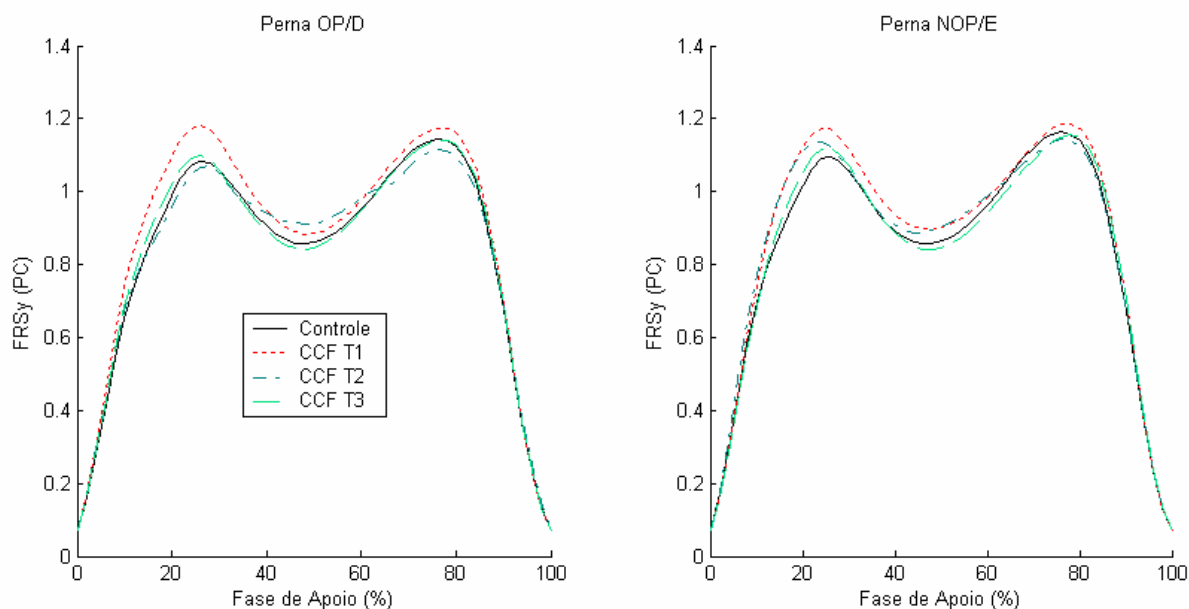 Perna OP/D
1.4
1.2
1
0.8
0.6
0.4
0.2
0
FRSy (PC)
Controle
CCF T1
CCF T2
CCF T3
0 20 40 60 80 100
Fase de Apoio (%)
Perna NOP/E
1.4
1.2
1
0.8
0.6
0.4
0.2
0
FRSy (PC)
0 20 40 60 80 100
Fase de Apoio (%)